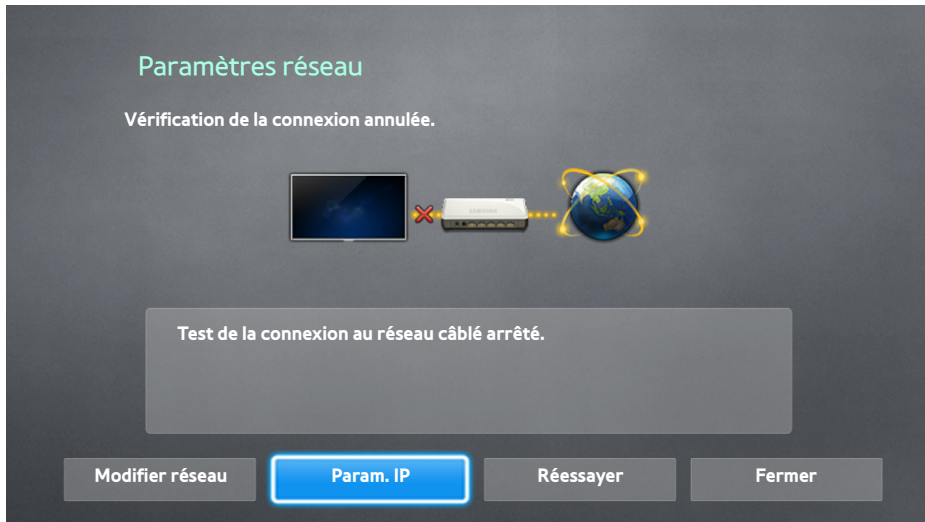 Paramètres réseau
Vérification de la connexion annulée.
SAMSUNG
Test de la connexion au réseau câblé arrêté.
Modifier réseau
Param. IP
Réessayer
Fermer